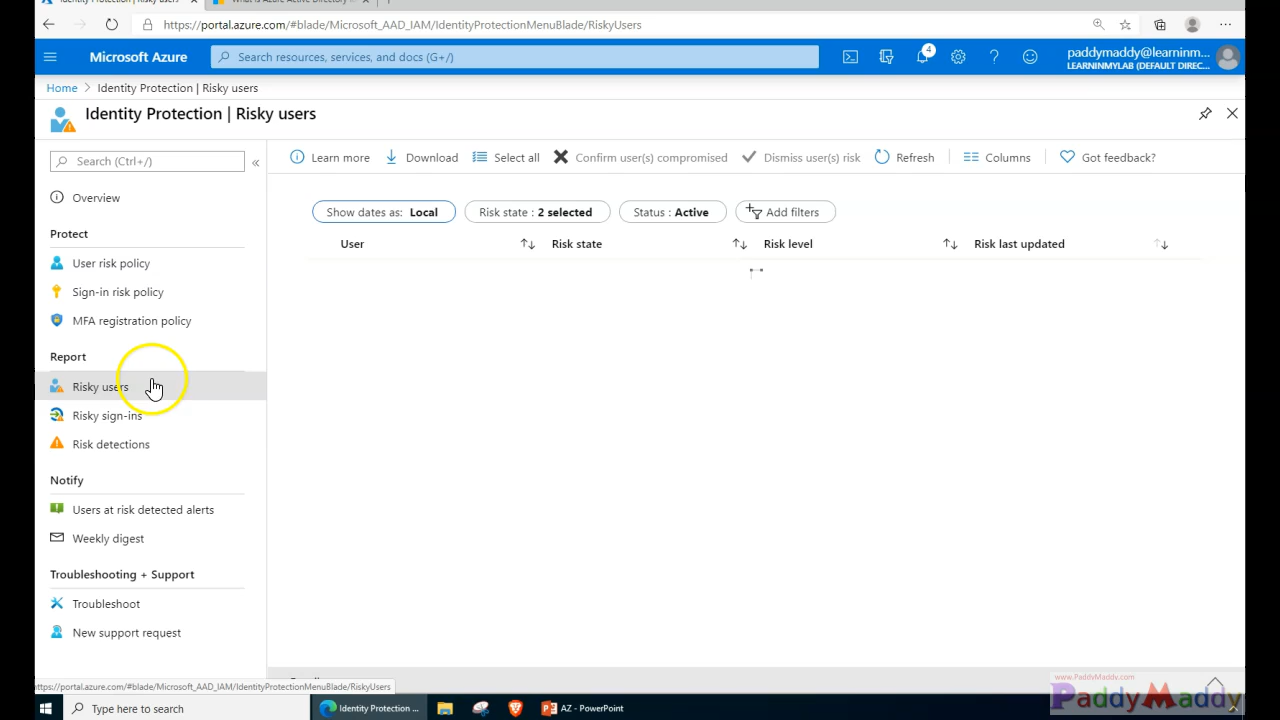 Identity Protection | Risky users
What is Azure Active Directory
https://portal.azure.com/#blade/Microsoft_AAD_IAM/IdentityProtectionMenuBlade/RiskyUsers
Microsoft Azure
Search resources, services, and docs (G+/)
4
paddymaddy@learninm...
LEARNINMYLAB (DEFAULT DIREC...
Home > Identity Protection | Risky users
Identity Protection | Risky users
Search (Ctrl+/)
«
Learn more
Download
Select all
Confirm user(s) compromised
Dismiss user(s) risk
Refresh
Columns
Got feedback?
Overview
Show dates as: Local
Risk state : 2 selected
Status : Active
Add filters
Protect
User
Risk state
Risk level
Risk last updated
User risk policy
Sign-in risk policy
MFA registration policy
Report
Risky users
Risky sign-ins
Risk detections
Notify
Users at risk detected alerts
Weekly digest
Troubleshooting + Support
Troubleshoot
New support request
https://portal.azure.com/#blade/Microsoft_AAD_IAM/IdentityProtectionMenuBlade/RiskyUsers
www.PaddyMaddy.com
PaddyMaddy
Type here to search
Identity Protection ...
AZ - PowerPoint